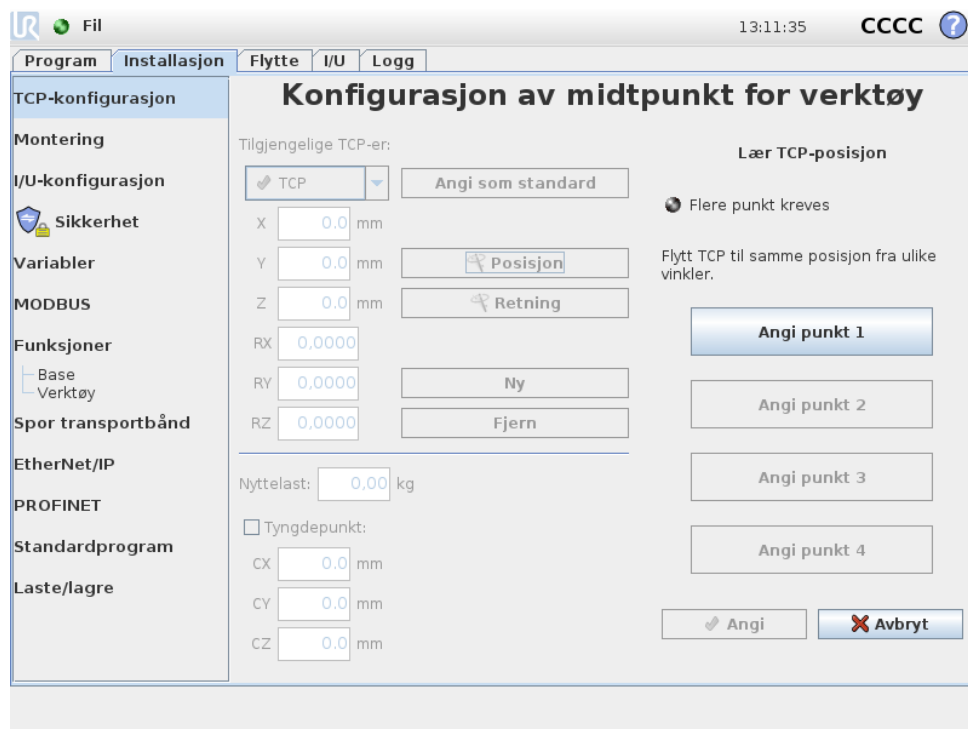 UR Fil 13:11:35 CCCC ?
Program Installasjon Flytte I/U Logg
TCP-konfigurasjon
Montering
I/U-konfigurasjon
Sikkerhet
Variabler
MODBUS
Funksjoner
Base
Verktøy
Spor transportbånd
EtherNet/IP
PROFINET
Standardprogram
Laste/lagre
Konfigurasjon av midtpunkt for verktøy
Tilgjengelige TCP-er:
TCP Angi som standard
X 0.0 mm
Y 0.0 mm Posisjon
Z 0.0 mm Retning
RX 0,0000
RY 0,0000 Ny
RZ 0,0000 Fjern
Nyttelast: 0,00 kg
Tyngdepunkt:
CX 0.0 mm
CY 0.0 mm
CZ 0.0 mm
Lær TCP-posisjon
Flere punkt kreves
Flytt TCP til samme posisjon fra ulike
vinkler.
Angi punkt 1
Angi punkt 2
Angi punkt 3
Angi punkt 4
Angi Avbryt